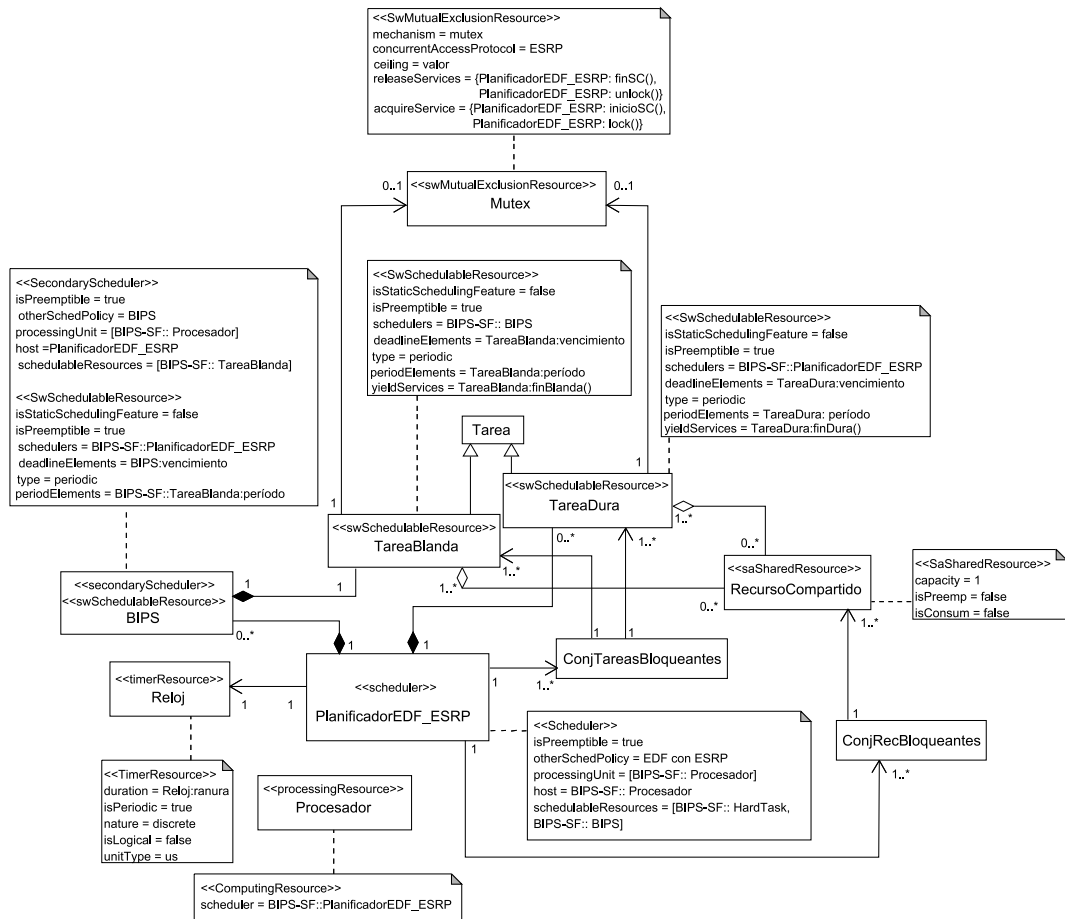 <<SwMutualExclusionResource>>
mechanism = mutex
concurrentAccessProtocol = ESRP
ceiling = valor
releaseServices = {PlanificadorEDF_ESRP: finSC(),
PlanificadorEDF_ESRP: unlock()}
acquireService = {PlanificadorEDF_ESRP: inicioSC(),
PlanificadorEDF_ESRP: lock()}
0..1
<<swMutualExclusionResource>>
Mutex
0..1
<<SecondaryScheduler>>
isPreemptible = true
otherSchedPolicy = BIPS
processingUnit = [BIPS-SF:: Procesador]
host =PlanificadorEDF_ESRP
schedulableResources = [BIPS-SF:: TareaBlanda]
<<SwSchedulableResource>>
isStaticSchedulingFeature = false
isPreemptible = true
schedulers = BIPS-SF::PlanificadorEDF_ESRP
deadlineElements = BIPS:vencimiento
type = periodic
periodElements = BIPS-SF::TareaBlanda:período
<<SwSchedulableResource>>
isStaticSchedulingFeature = false
isPreemptible = true
schedulers = BIPS-SF:: BIPS
deadlineElements = TareaBlanda:vencimiento
type = periodic
periodElements = TareaBlanda:período
yieldServices = TareaBlanda:finBlanda()
<<SwSchedulableResource>>
isStaticSchedulingFeature = false
isPreemptible = true
schedulers = BIPS-SF::PlanificadorEDF_ESRP
deadlineElements = TareaDura:vencimiento
type = periodic
periodElements = TareaDura: período
yieldServices = TareaDura:finDura()
Tarea
1
1
<<swSchedulableResource>>
TareaDura
1..*
0..*
1..*
0..*
<<swSchedulableResource>>
TareaBlanda
1..*
1..*
<<secondaryScheduler>>
<<swSchedulableResource>>
BIPS
1
1
0..*
<<saSharedResource>>
RecursoCompartido
0..*
1..*
<<SaSharedResource>>
capacity = 1
isPreemp = false
isConsum = false
1
1
1
1
ConjTareasBloqueantes
<<timerResource>>
Reloj
1
1
<<scheduler>>
PlanificadorEDF_ESRP
1
1..*
1
1
ConjRecBloqueantes
1..*
<<Scheduler>>
isPreemptible = true
otherSchedPolicy = EDF con ESRP
processingUnit = [BIPS-SF:: Procesador]
host = BIPS-SF:: Procesador
schedulableResources = [BIPS-SF:: HardTask,
BIPS-SF:: BIPS]
<<TimerResource>>
duration = Reloj:ranura
isPeriodic = true
nature = discrete
isLogical = false
unitType = us
<<processingResource>>
Procesador
<<ComputingResource>>
scheduler = BIPS-SF::PlanificadorEDF_ESRP